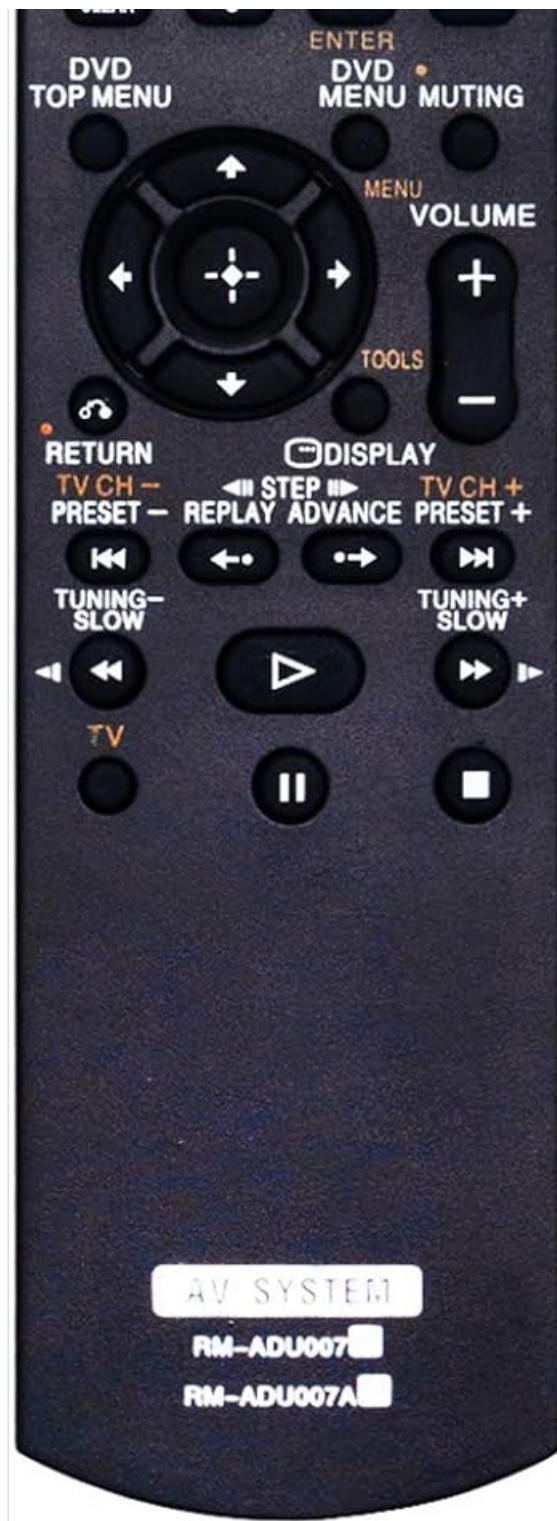 ENTER
DVD
TOP MENU
DVD
MENU
MUTING
MENU
VOLUME
+
TOOLS
−
RETURN
DISPLAY
TV CH −
PRESET −
STEP
REPLAY ADVANCE
TV CH +
PRESET +
TUNING−
SLOW
TUNING+
SLOW
TV
AV SYSTEM
RM-ADU007
RM-ADU007A